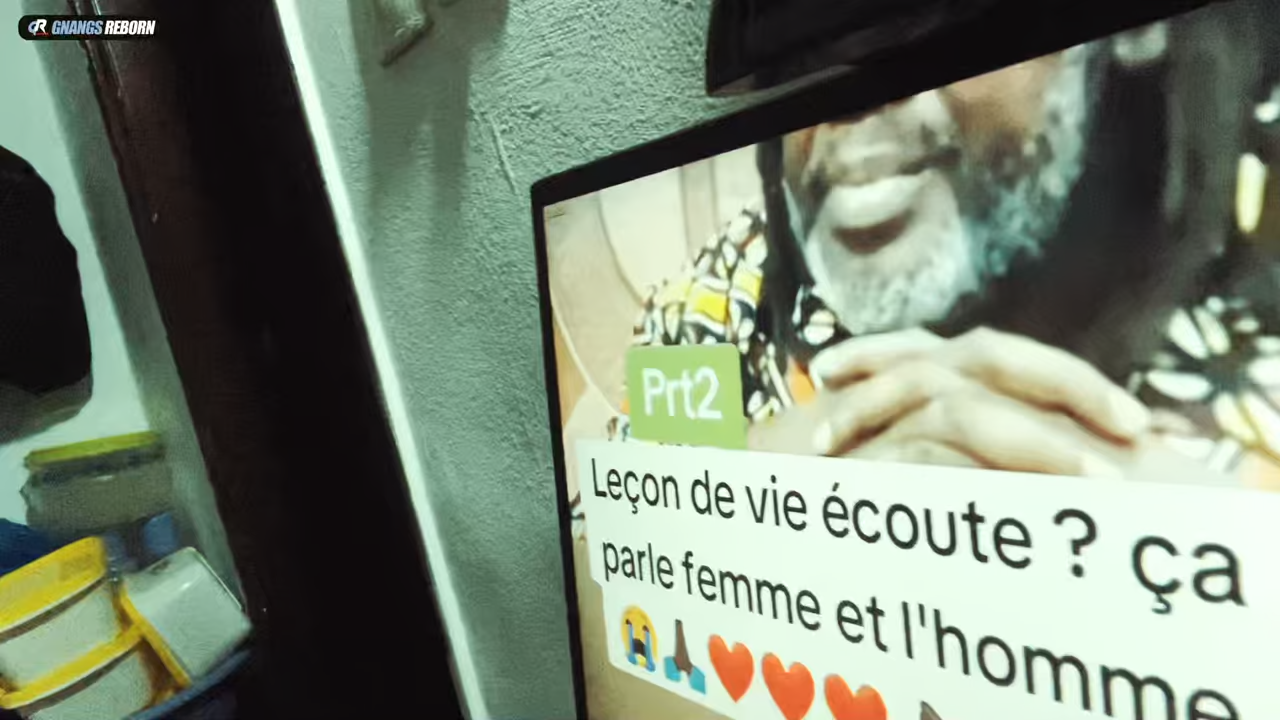 GNANGS REBORN
Prt2
Leçon de vie écoute ? ça
parle femme et l'homme